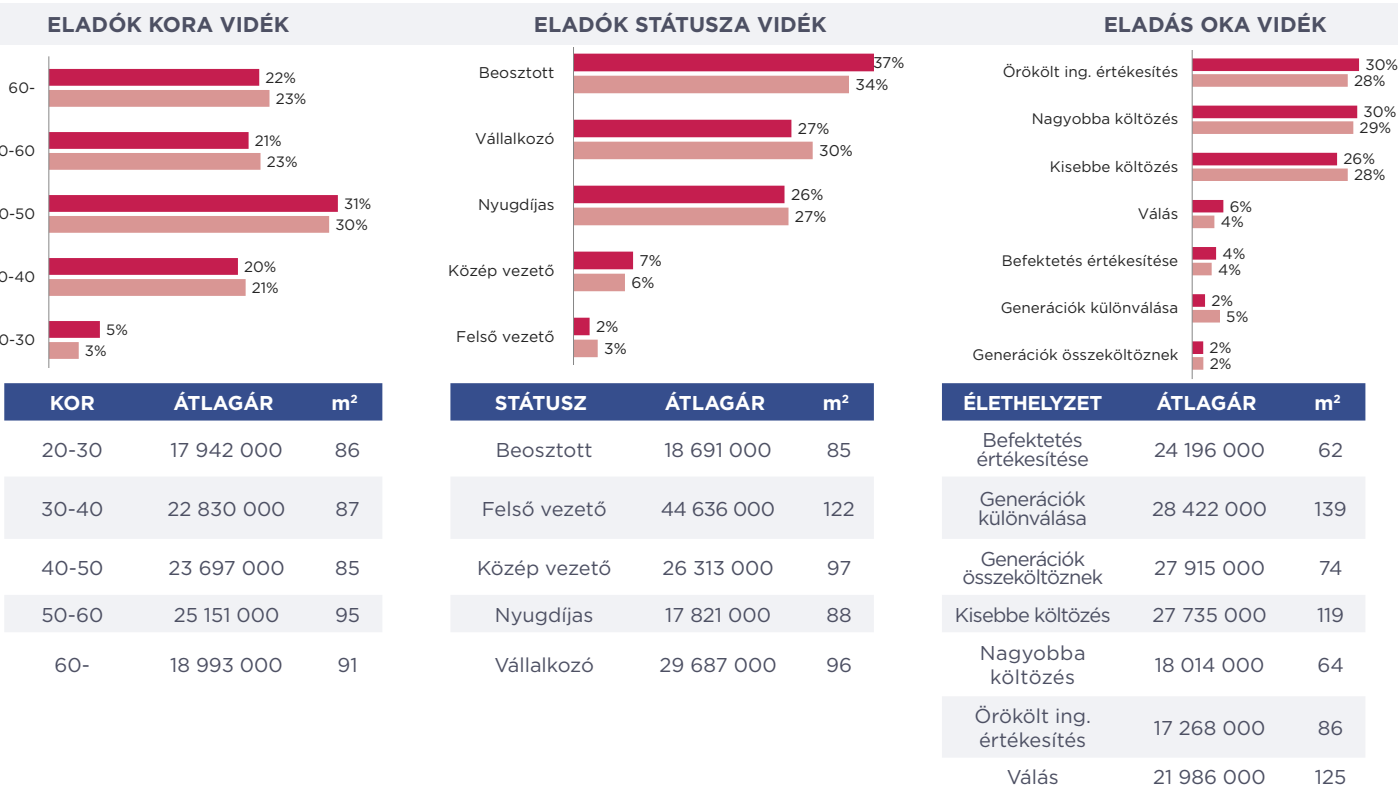 ELADÓK KORA VIDÉK
60-
22%
23%
0-60
21%
23%
0-50
31%
30%
0-40
20%
21%
0-30
5%
3%
KOR ÁTLAGÁR m²
20-30 17 942 000 86
30-40 22 830 000 87
40-50 23 697 000 85
50-60 25 151 000 95
60- 18 993 000 91
ELADÓK STÁTUSZA VIDÉK
Beosztott
37%
34%
Vállalkozó
27%
30%
Nyugdíjas
26%
27%
Közép vezető
7%
6%
Felső vezető
2%
3%
STÁTUSZ ÁTLAGÁR m²
Beosztott 18 691 000 85
Felső vezető 44 636 000 122
Közép vezető 26 313 000 97
Nyugdíjas 17 821 000 88
Vállalkozó 29 687 000 96
ELADÁS OKA VIDÉK
Örökölt ing. értékesítés
30%
28%
Nagyobba költözés
30%
29%
Kisebbe költözés
26%
28%
Válás
6%
4%
Befektetés értékesítése
4%
4%
Generációk különválása
2%
5%
Generációk összeköltöznek
2%
2%
ÉLETHELYZET ÁTLAGÁR m²
Befektetés
értékesítése 24 196 000 62
Generációk
különválása 28 422 000 139
Generációk
összeköltöznek 27 915 000 74
Kisebbe költözés 27 735 000 119
Nagyobba
költözés 18 014 000 64
Örökölt ing.
értékesítés 17 268 000 86
Válás 21 986 000 125